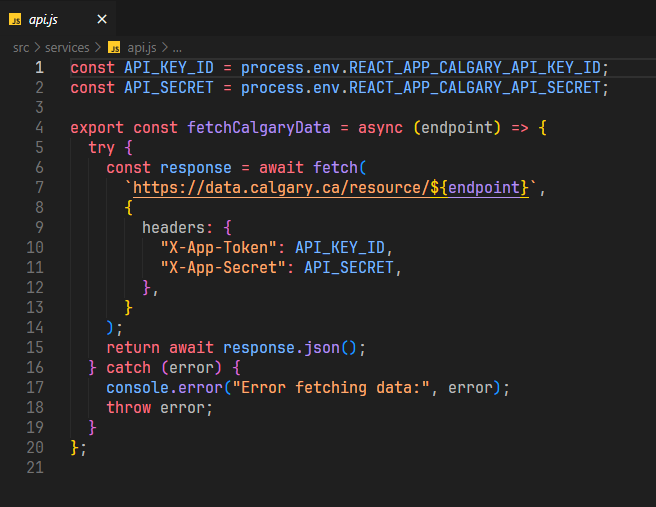 JS api.js ×
src > services > JS api.js > ...
1 const API_KEY_ID = process.env.REACT_APP_CALGARY_API_KEY_ID;
2 const API_SECRET = process.env.REACT_APP_CALGARY_API_SECRET;
3
4 export const fetchCalgaryData = async (endpoint) => {
5   try {
6     const response = await fetch(
7       `https://data.calgary.ca/resource/${endpoint}`,
8       {
9         headers: {
10           "X-App-Token": API_KEY_ID,
11           "X-App-Secret": API_SECRET,
12         },
13       }
14     );
15     return await response.json();
16   } catch (error) {
17     console.error("Error fetching data:", error);
18     throw error;
19   }
20 };
21